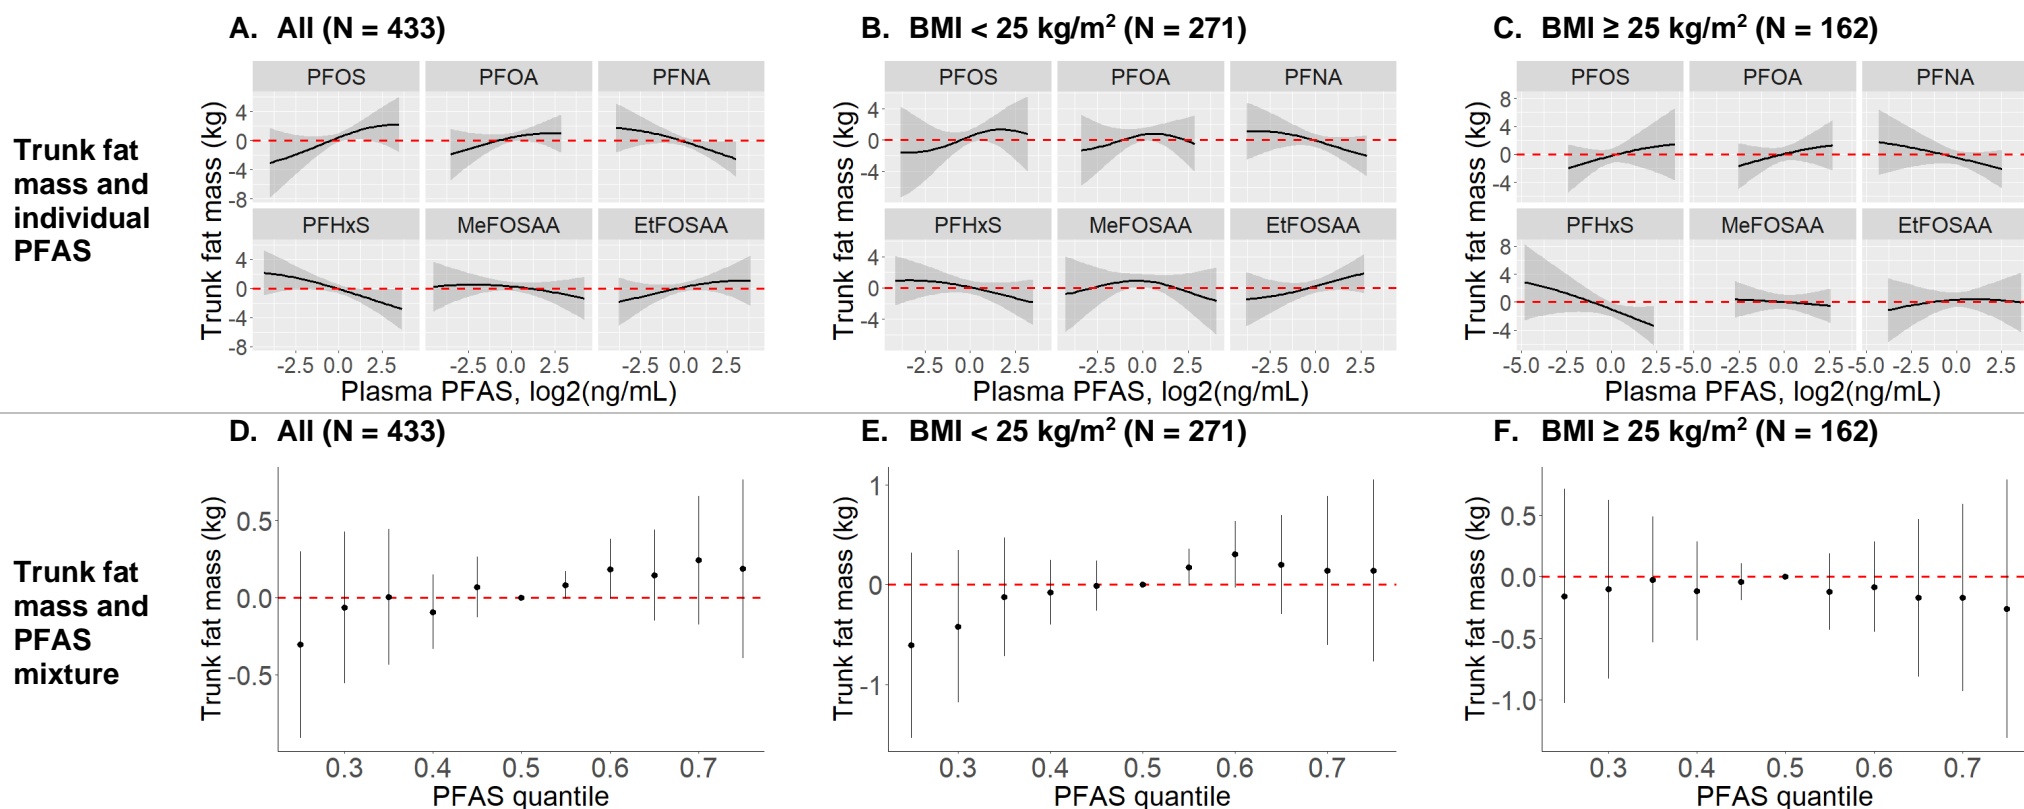 A. All (N = 433)
B. BMI < 25 kg/m² (N = 271)
C. BMI ≥ 25 kg/m² (N = 162)
Trunk fat
mass and
individual
PFAS
PFOS PFOA PFNA
4
0
-4
-8
PFHxS MeFOSAA EtFOSAA
4
0
-4
-8
-2.5 0.0 2.5 -2.5 0.0 2.5 -2.5 0.0 2.5
Trunk fat mass (kg)
Plasma PFAS, log2(ng/mL)
PFOS PFOA PFNA
4
0
-4
PFHxS MeFOSAA EtFOSAA
4
0
-4
-2.5 0.0 2.5 -2.5 0.0 2.5 -2.5 0.0 2.5
Trunk fat mass (kg)
Plasma PFAS, log2(ng/mL)
PFOS PFOA PFNA
8
4
0
-4
PFHxS MeFOSAA EtFOSAA
8
4
0
-4
-5.0 -2.5 0.0 2.5 -5.0 -2.5 0.0 2.5 -5.0 -2.5 0.0 2.5
Trunk fat mass (kg)
Plasma PFAS, log2(ng/mL)
D. All (N = 433)
E. BMI < 25 kg/m² (N = 271)
F. BMI ≥ 25 kg/m² (N = 162)
Trunk fat
mass and
PFAS
mixture
Trunk fat mass (kg)
0.5
0.0
-0.5
0.3 0.4 0.5 0.6 0.7
PFAS quantile
Trunk fat mass (kg)
1
0
-1
0.3 0.4 0.5 0.6 0.7
PFAS quantile
Trunk fat mass (kg)
0.5
0.0
-0.5
-1.0
0.3 0.4 0.5 0.6 0.7
PFAS quantile